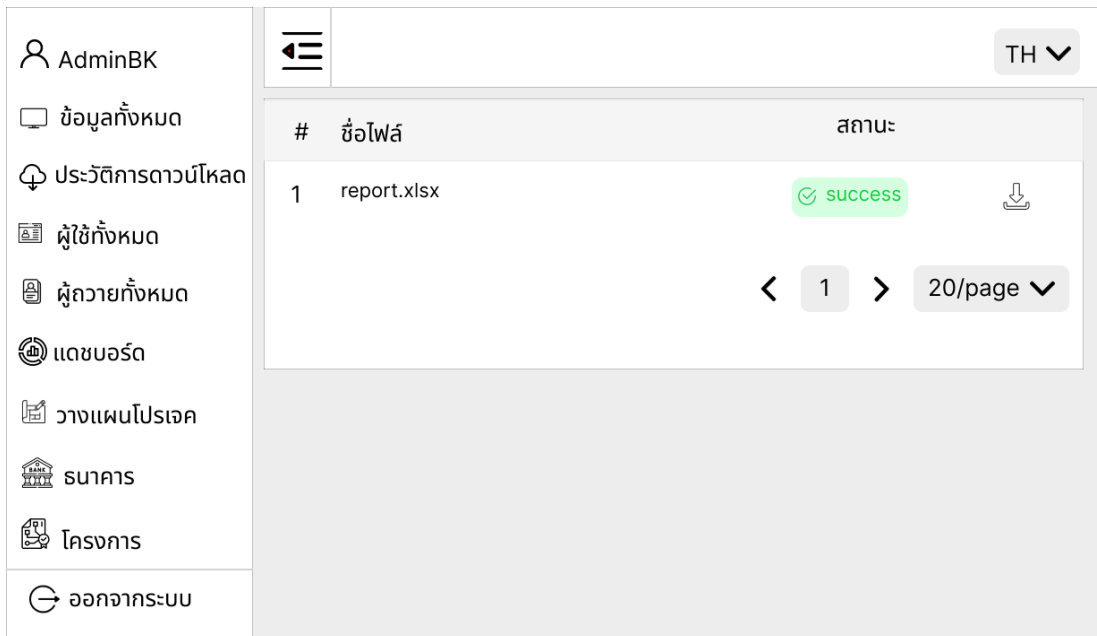 AdminBK
ข้อมูลทั้งหมด
ประวัติการดาวน์โหลด
ผู้ใช้ทั้งหมด
ผู้ถวายทั้งหมด
แดชบอร์ด
วางแผนโปรเจค
BANK
ธนาคาร
โครงการ
ออกจากระบบ
TH
# ชื่อไฟล์ สถานะ
1 report.xlsx success
1 20/page